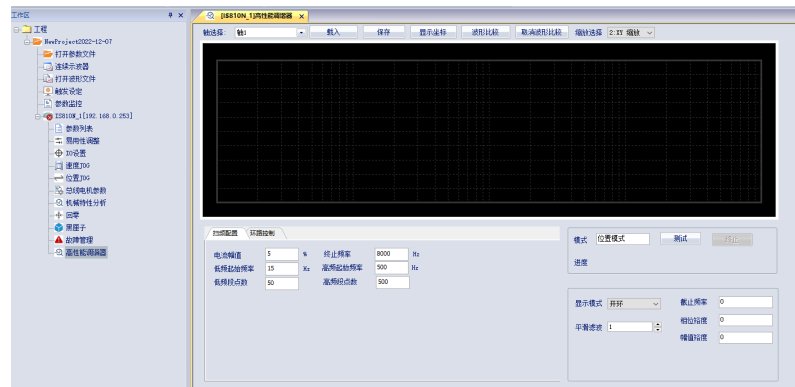 工作区
工程
NewProject2022-12-07
打开参数文件
连续示波器
打开波形文件
触发设定
参数监控
IS810N_1[192.168.0.253]
参数列表
易用性调整
IO设置
速度JOG
位置JOG
总线电机参数
机械特性分析
回零
黑匣子
故障管理
高性能调谐器
[IS810N_1]高性能调谐器
轴选择: 轴1 载入 保存 显示坐标 波形比较 取消波形比较 缩放选择 2:XY 缩放
扫频配置 环路控制
电流幅值 5 % 终止频率 8000 Hz
低频起始频率 15 Hz 高频起始频率 500 Hz
低频段点数 50 高频段点数 500
模式 位置模式 测试 终止
进度
显示模式 开环 截止频率 0
相位裕度 0
平滑滤波 1
幅值裕度 0